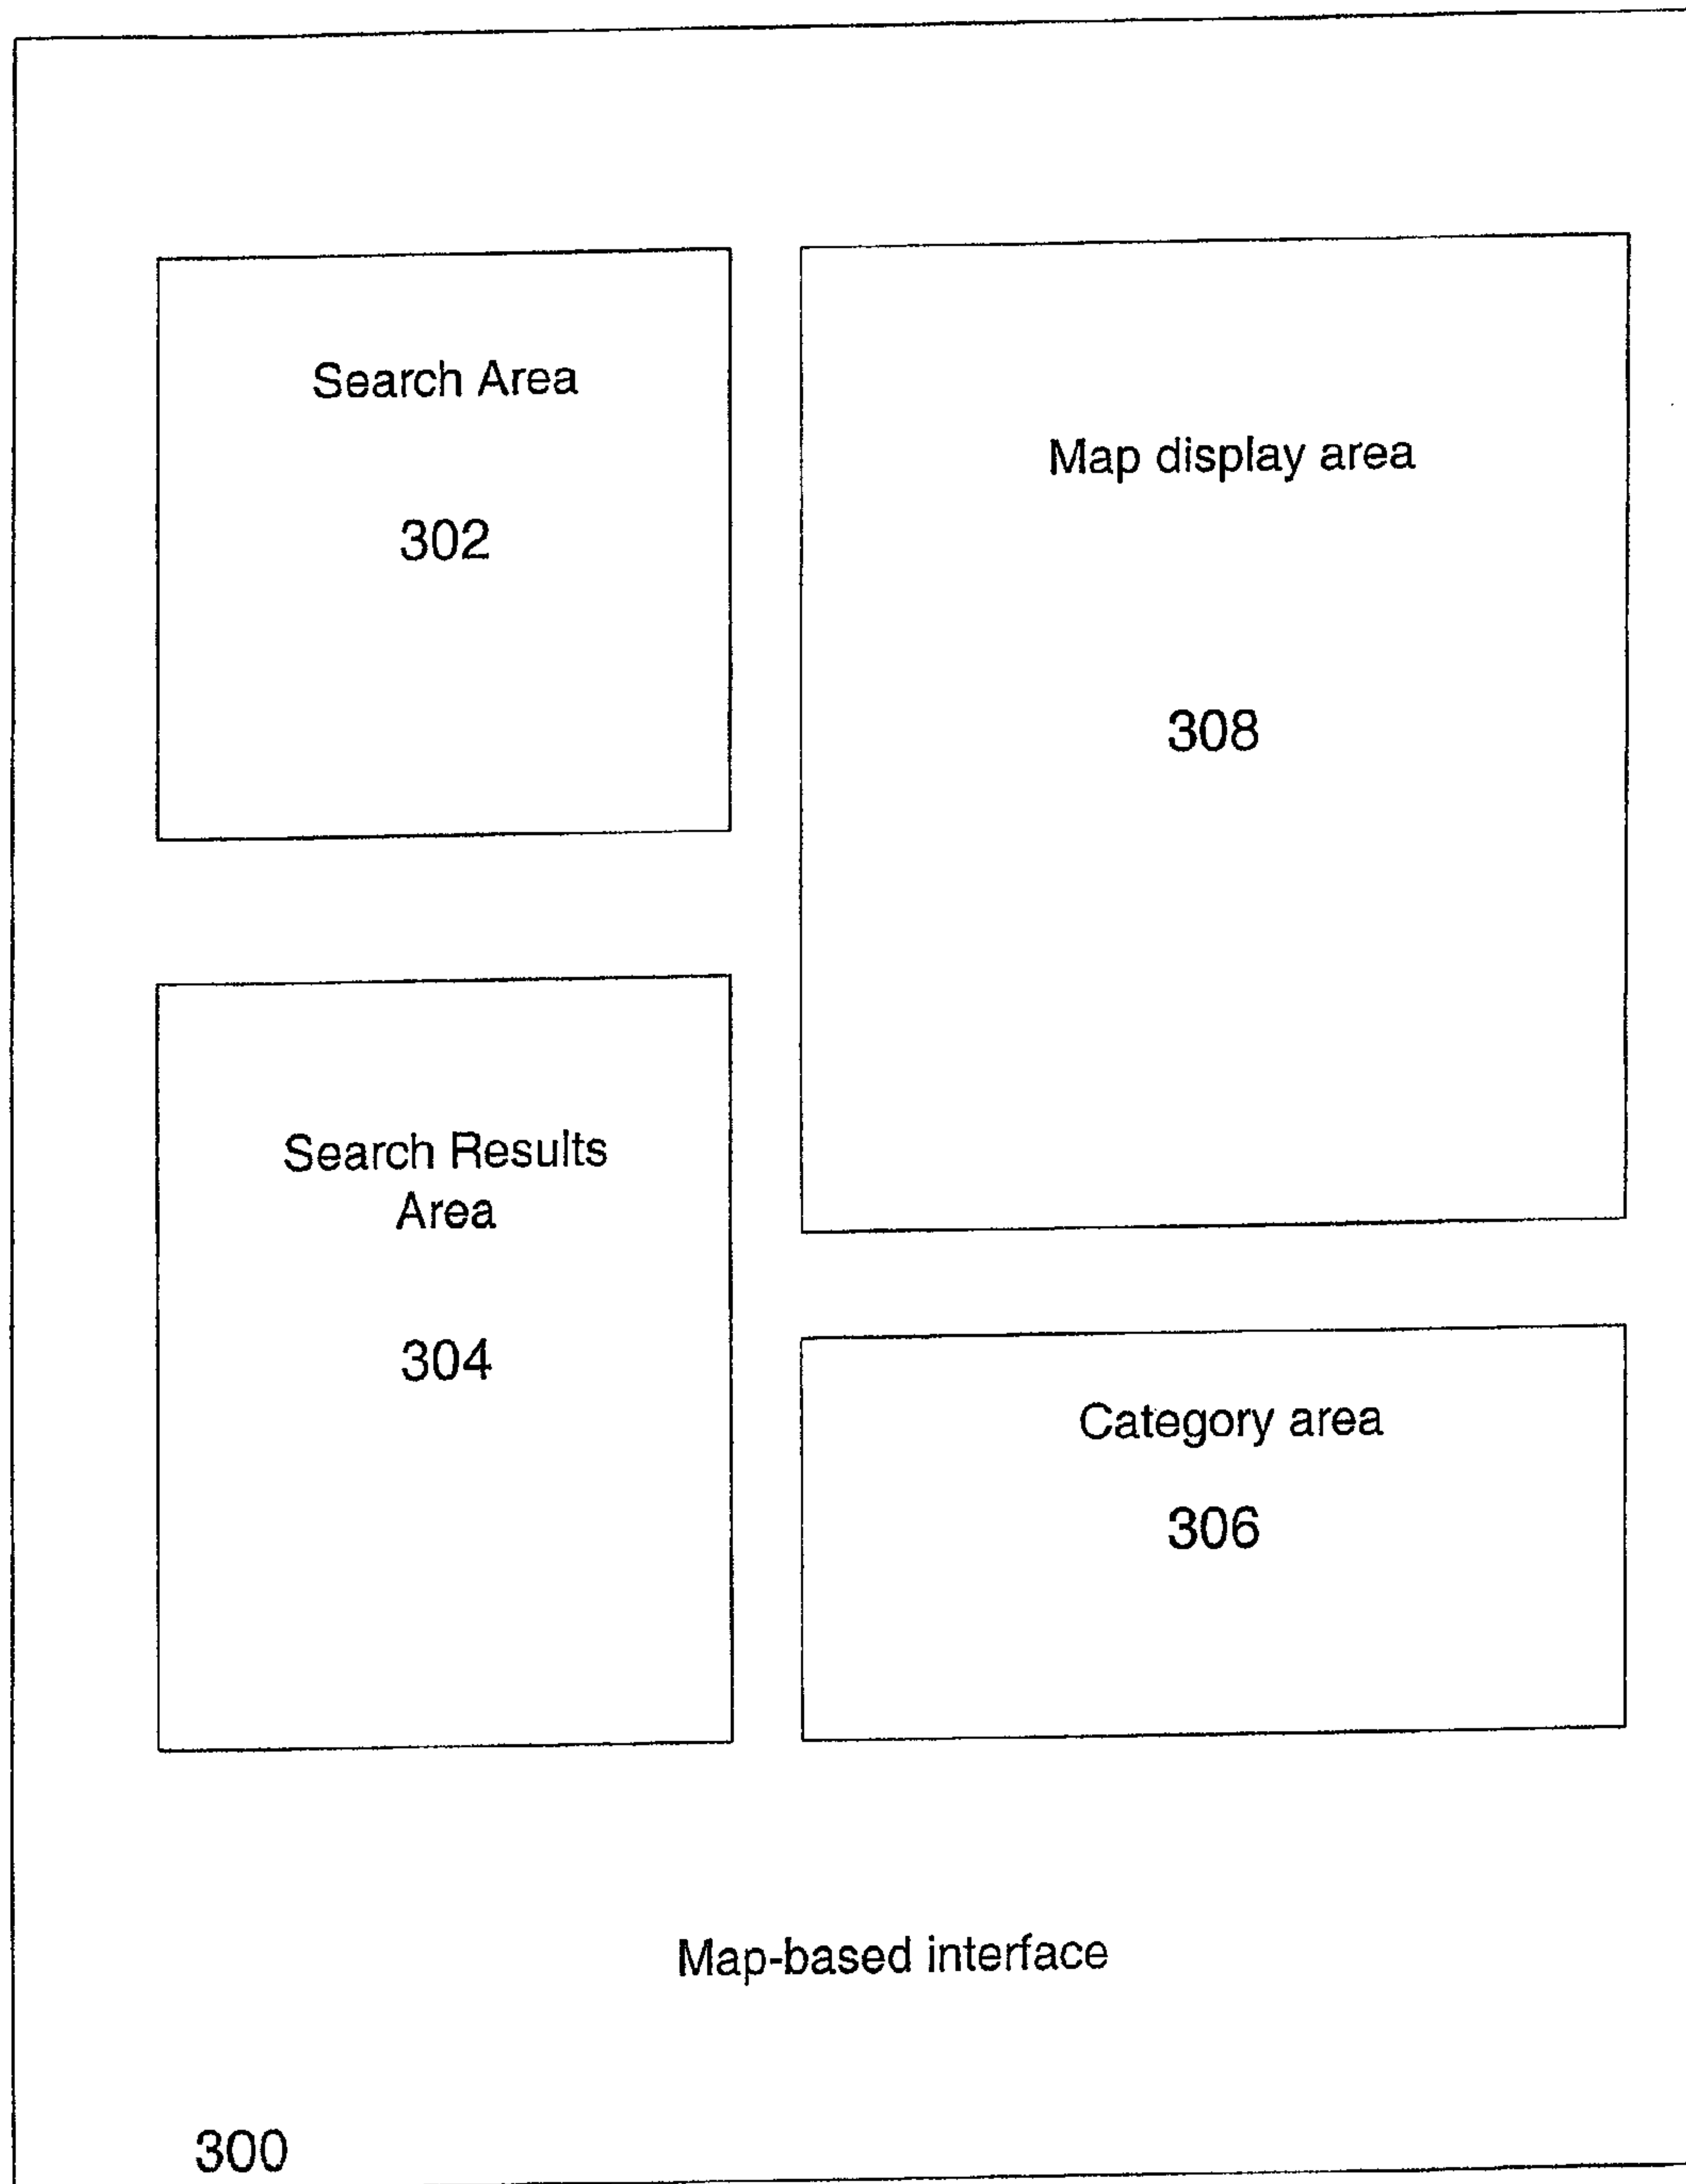 Search Area
302
Map display area
308
Search Results
Area
304
Category area
306
Map-based interface
300